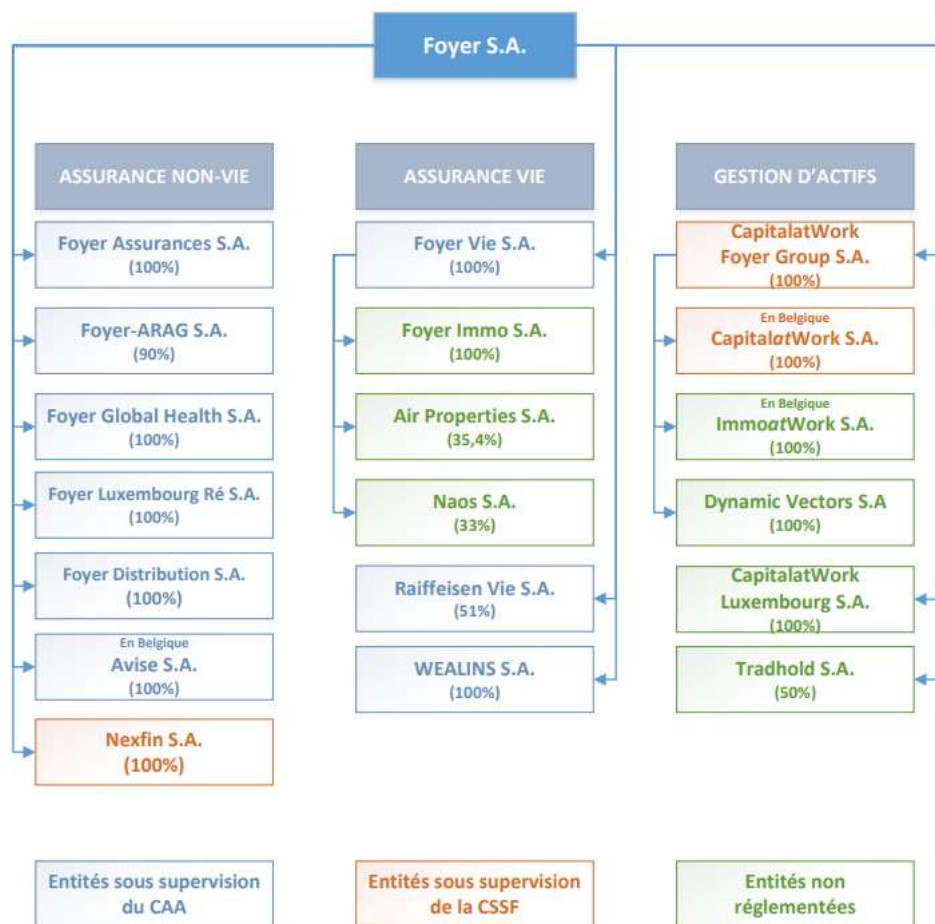 Foyer S.A.
ASSURANCE NON-VIE
Foyer Assurances S.A.
(100%)
Foyer-ARAG S.A.
(90%)
Foyer Global Health S.A.
(100%)
Foyer Luxembourg Ré S.A.
(100%)
Foyer Distribution S.A.
(100%)
En Belgique
Avise S.A.
(100%)
Nexfin S.A.
(100%)
ASSURANCE VIE
Foyer Vie S.A.
(100%)
Foyer Immo S.A.
(100%)
Air Properties S.A.
(35,4%)
Naos S.A.
(33%)
Raiffeisen Vie S.A.
(51%)
WEALINS S.A.
(100%)
GESTION D'ACTIFS
CapitalatWork
Foyer Group S.A.
(100%)
En Belgique
CapitalatWork S.A.
(100%)
En Belgique
ImmoatWork S.A.
(100%)
Dynamic Vectors S.A
(100%)
CapitalatWork
Luxembourg S.A.
(100%)
Tradhold S.A.
(50%)
Entités sous supervision
du CAA
Entités sous supervision
de la CSSF
Entités non
réglementées